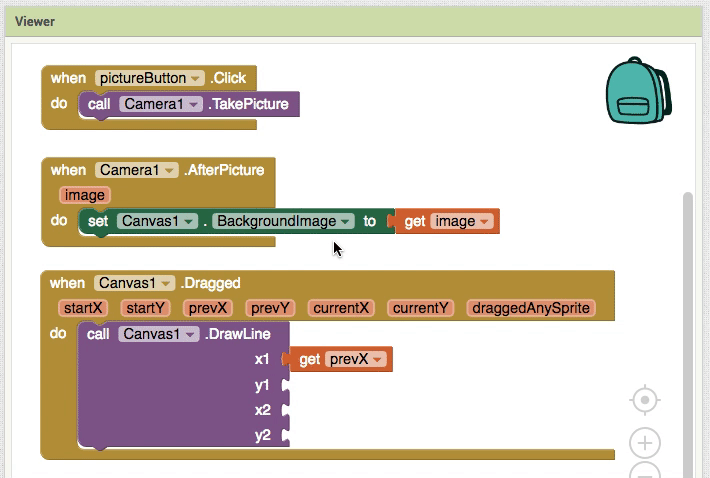 Viewer
when pictureButton .Click
do call Camera1 .TakePicture
when Camera1 .AfterPicture
image
do set Canvas1 . BackgroundImage to get image
when Canvas1 .Dragged
startX startY prevX prevY currentX currentY draggedAnySprite
do call Canvas1 .DrawLine
x1 get prevX
y1
x2
y2